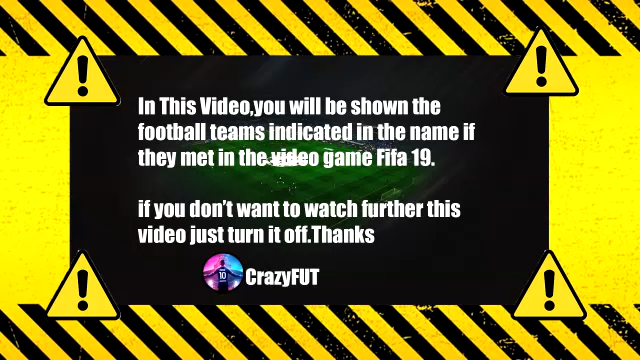 In This Video,you will be shown the
football teams indicated in the name if
they met in the video game Fifa 19.
if you don't want to watch further this
video just turn it off.Thanks
10
CrazyFUT